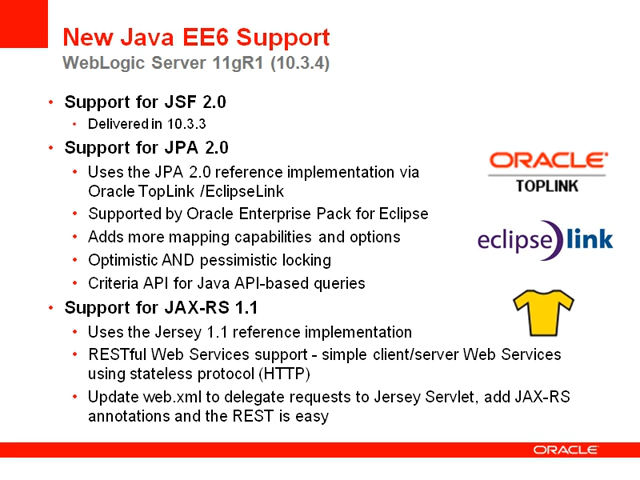 New Java EE6 Support
WebLogic Server 11gR1 (10.3.4)
• Support for JSF 2.0
• Delivered in 10.3.3
• Support for JPA 2.0
• Uses the JPA 2.0 reference implementation via
Oracle TopLink /EclipseLink
• Supported by Oracle Enterprise Pack for Eclipse
• Adds more mapping capabilities and options
• Optimistic AND pessimistic locking
• Criteria API for Java API-based queries
ORACLE
TOPLINK
eclipse link
• Support for JAX-RS 1.1
• Uses the Jersey 1.1 reference implementation
• RESTful Web Services support - simple client/server Web Services
using stateless protocol (HTTP)
• Update web.xml to delegate requests to Jersey Servlet, add JAX-RS
annotations and the REST is easy
ORACLE